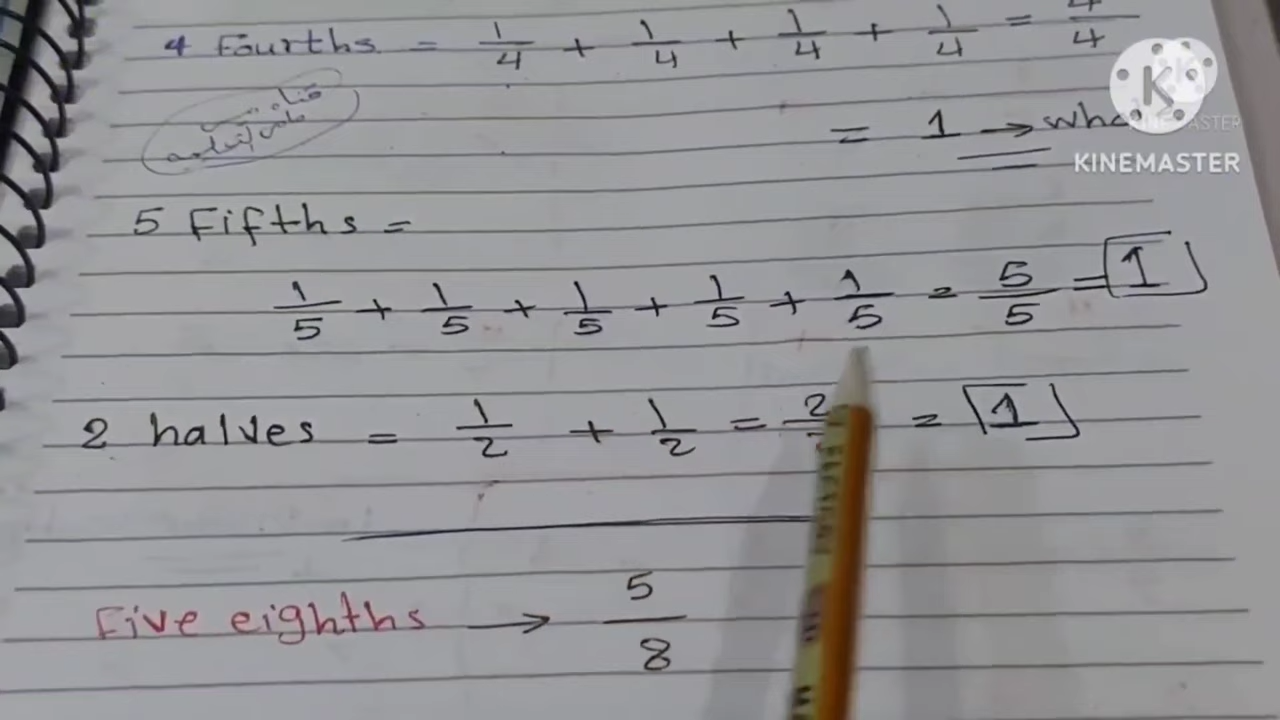 4 Fourths = 1/4 + 1/4 + 1/4 + 1/4 = 4/4
= 1 →
KINEMASTER
5 Fifths =
1/5 + 1/5 + 1/5 + 1/5 + 1/5 = 5/5 = 1
2 halves = 1/2 + 1/2 = 2/ = 1
Five eighths → 5/8